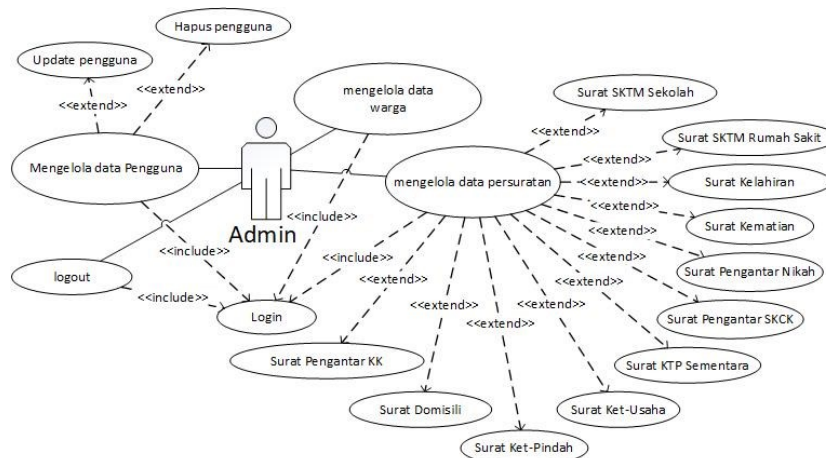 Hapus pengguna
Update pengguna
<<extend>>
<<extend>>
mengelola data
warga
Surat SKTM Sekolah
<<extend>>
Surat SKTM Rumah Sakit
Mengelola data Pengguna
mengelola data persuratan
<<extend>>
Surat Kelahiran
<<extend>>
<<extend>>
Surat Kematian
<<include>>
Admin
<<extend>>
Surat Pengantar Nikah
<<include>>
<<include>>
<<extend>>
<<extend>>
logout
<<include>>
Login
<<extend>>
<<extend>>
<<extend>>
<<extend>>
Surat Pengantar SKCK
Surat Pengantar KK
Surat KTP Sementara
Surat Domisili
Surat Ket-Usaha
Surat Ket-Pindah